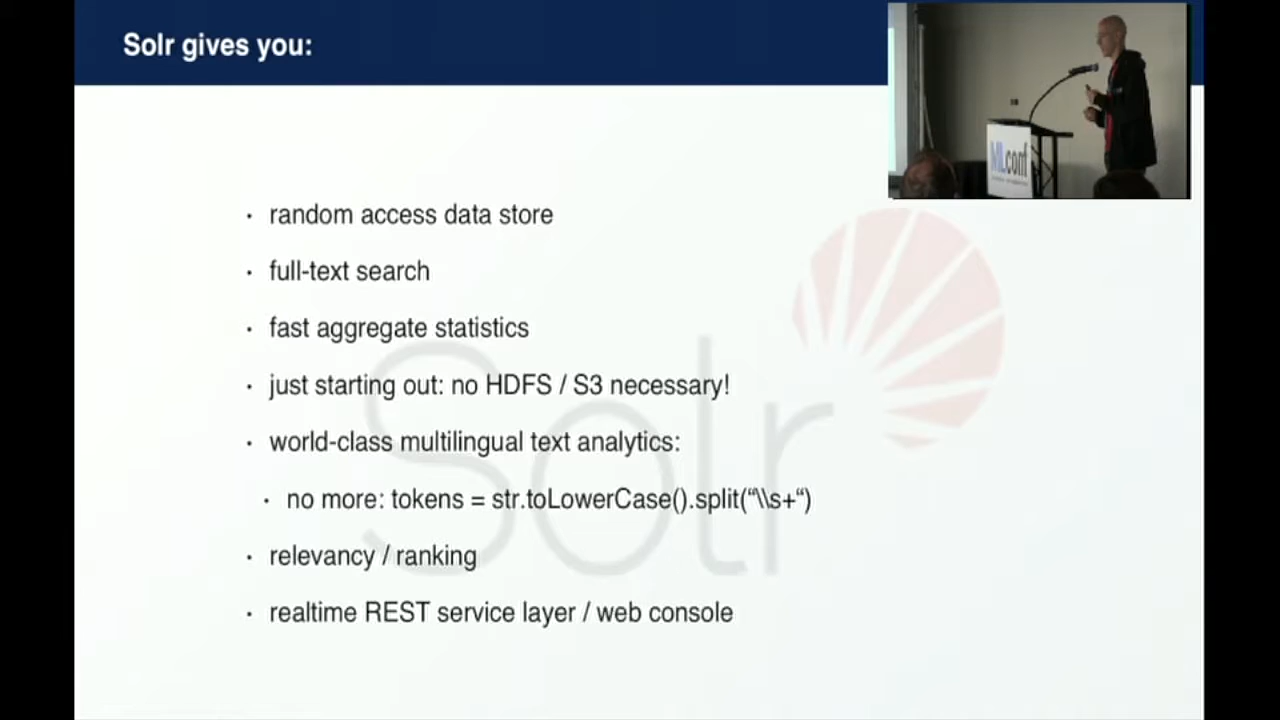 Solr gives you:
MLconf
· random access data store
· full-text search
· fast aggregate statistics
· just starting out: no HDFS / S3 necessary!
· world-class multilingual text analytics:
· no more: tokens = str.toLowerCase().split(“\\s+“)
· relevancy / ranking
· realtime REST service layer / web console
Solr